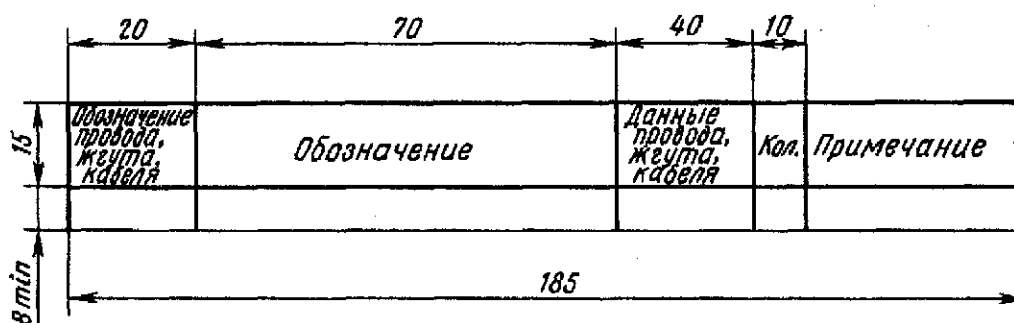 20 70 40 10
15
Обозначение
провода,
жгута,
кабеля
Обозначение
Данные
провода,
жгута,
кабеля
Кол.
Примечание
8 min
185